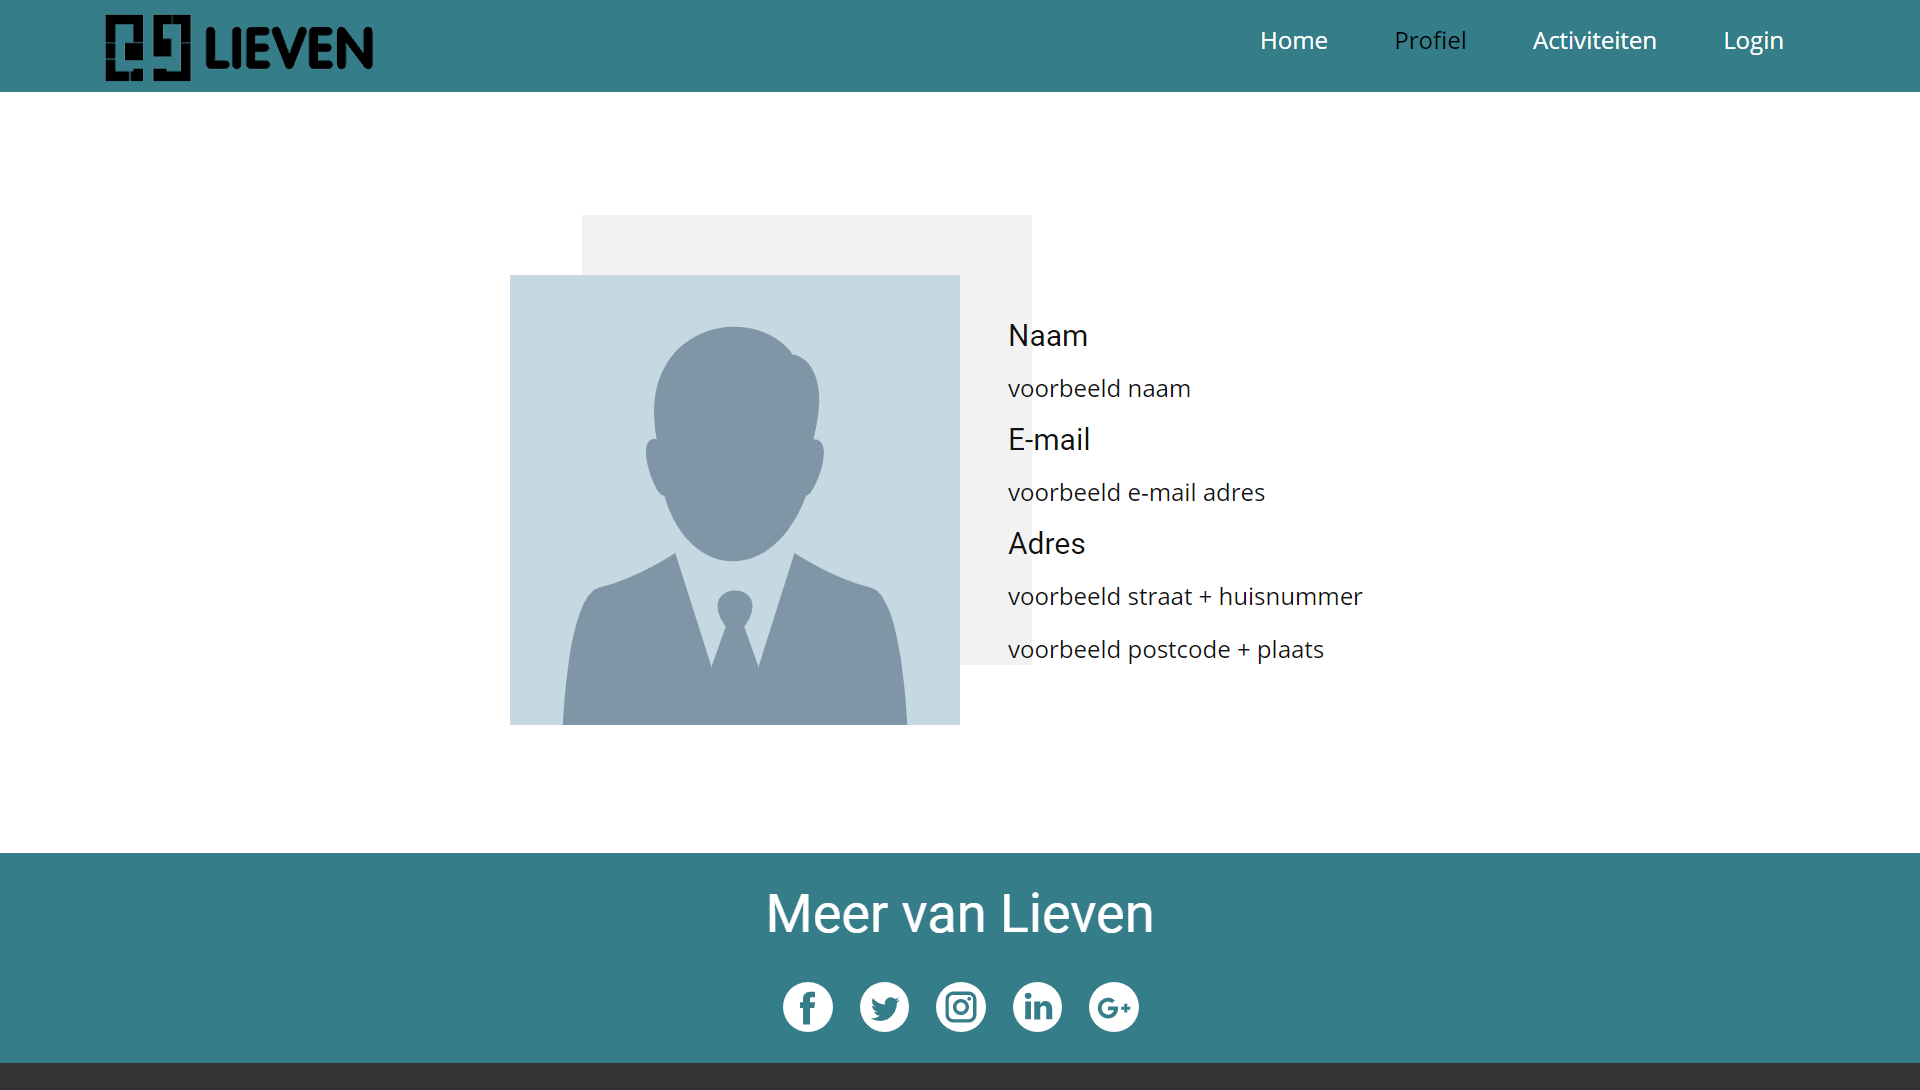 LIEVEN
Home Profiel Activiteiten Login
Naam
voorbeeld naam
E-mail
voorbeeld e-mail adres
Adres
voorbeeld straat + huisnummer
voorbeeld postcode + plaats
Meer van Lieven
f in G+